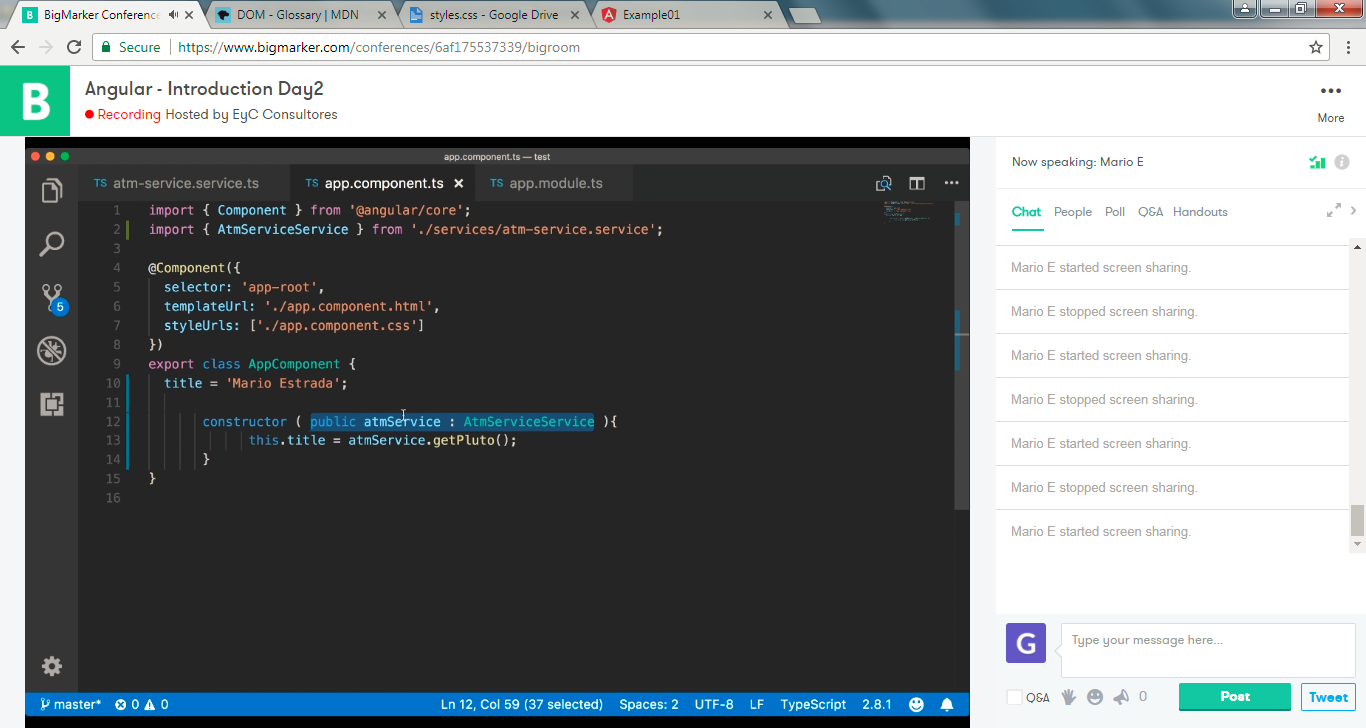 BigMarker Conference
DOM - Glossary | MDN
styles.css - Google Drive
Example01
Secure
https://www.bigmarker.com/conferences/6af175537339/bigroom
B
Angular - Introduction Day2
Recording Hosted by EyC Consultores
More
app.component.ts — test
TS atm-service.service.ts
TS app.component.ts
TS app.module.ts
1 import { Component } from '@angular/core';
2 import { AtmServiceService } from './services/atm-service.service';
3
4 @Component({
5 selector: 'app-root',
6 templateUrl: './app.component.html',
7 styleUrls: ['./app.component.css']
8 })
9 export class AppComponent {
10 title = 'Mario Estrada';
11
12 constructor ( public atmService : AtmServiceService ){
13 this.title = atmService.getPluto();
14 }
15 }
16
5
master* 0 0
Ln 12, Col 59 (37 selected) Spaces: 2 UTF-8 LF TypeScript 2.8.1
Now speaking: Mario E
Chat People Poll Q&A Handouts
Mario E started screen sharing.
Mario E stopped screen sharing.
Mario E started screen sharing.
Mario E stopped screen sharing.
Mario E started screen sharing.
Mario E stopped screen sharing.
Mario E started screen sharing.
G
Type your message here...
Q&A
0
Post
Tweet